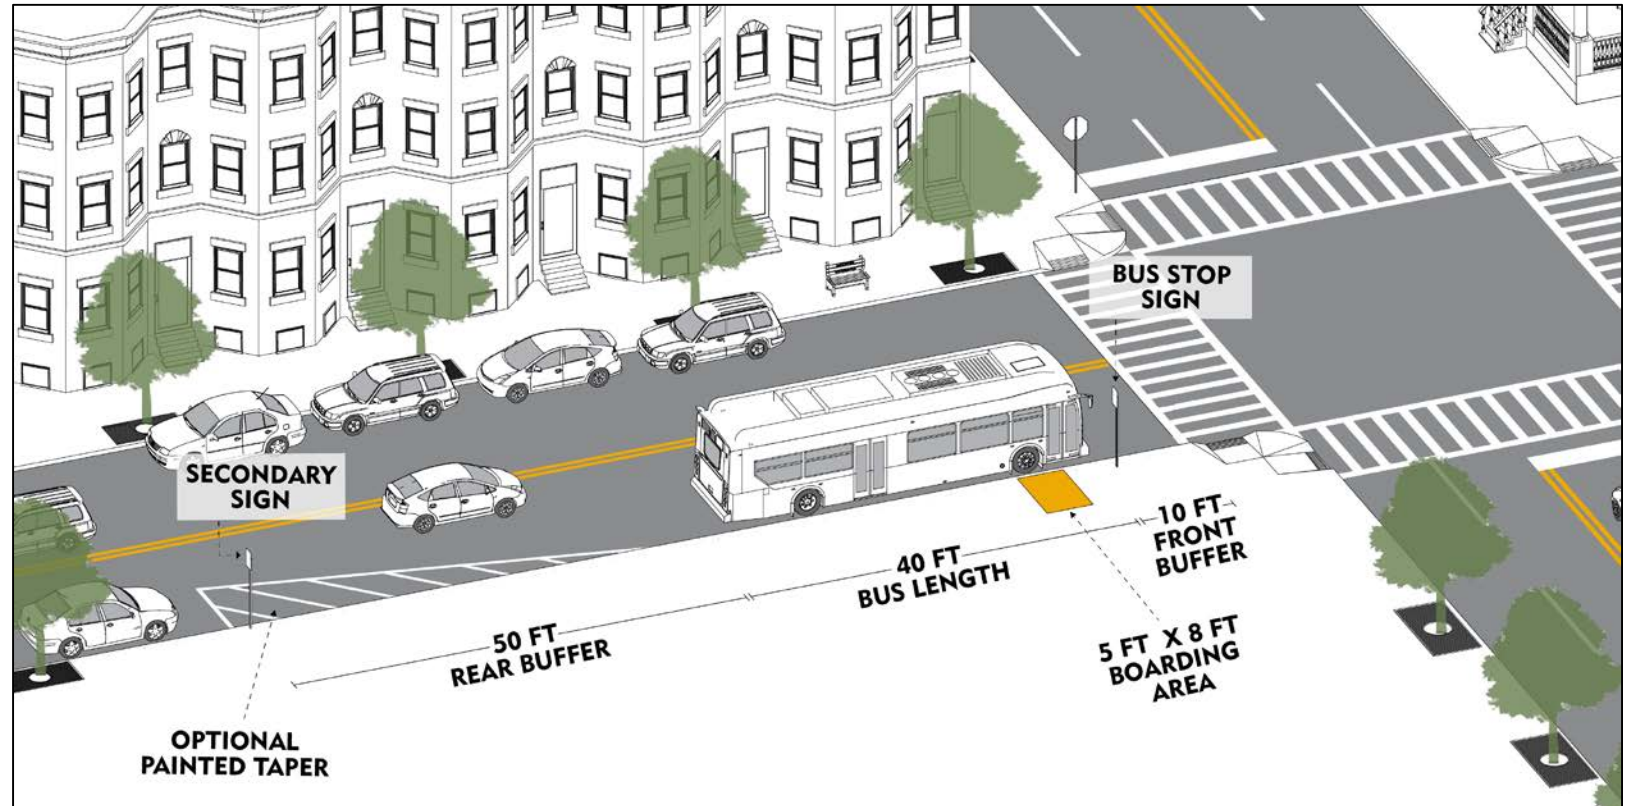 BUS STOP
SIGN
SECONDARY
SIGN
10 FT
FRONT
BUFFER
40 FT
BUS LENGTH
50 FT
REAR BUFFER
5 FT X 8 FT
BOARDING
AREA
OPTIONAL
PAINTED TAPER